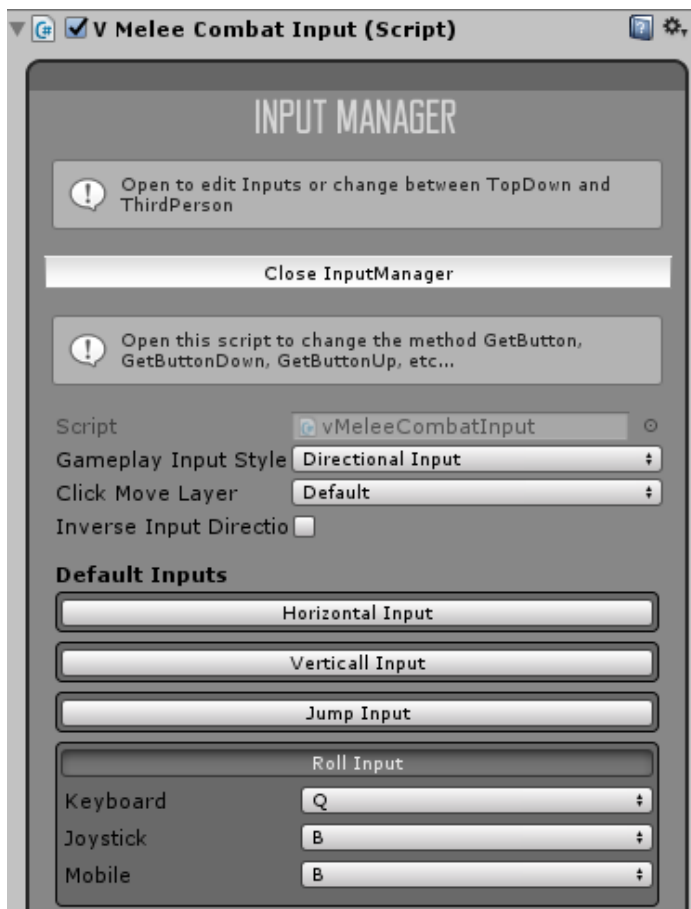 V Melee Combat Input (Script)
INPUT MANAGER
Open to edit Inputs or change between TopDown and
ThirdPerson
Close InputManager
Open this script to change the method GetButton,
GetButtonDown, GetButtonUp, etc...
Script vMeleeCombatInput
Gameplay Input Style Directional Input
Click Move Layer Default
Inverse Input Directio
Default Inputs
Horizontal Input
Verticall Input
Jump Input
Roll Input
Keyboard Q
Joystick B
Mobile B